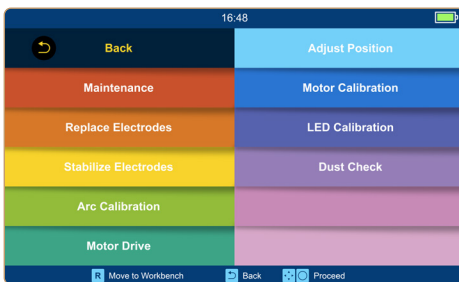 16:48
Back
Adjust Position
Maintenance
Motor Calibration
Replace Electrodes
LED Calibration
Stabilize Electrodes
Dust Check
Arc Calibration
Motor Drive
R Move to Workbench Back Proceed